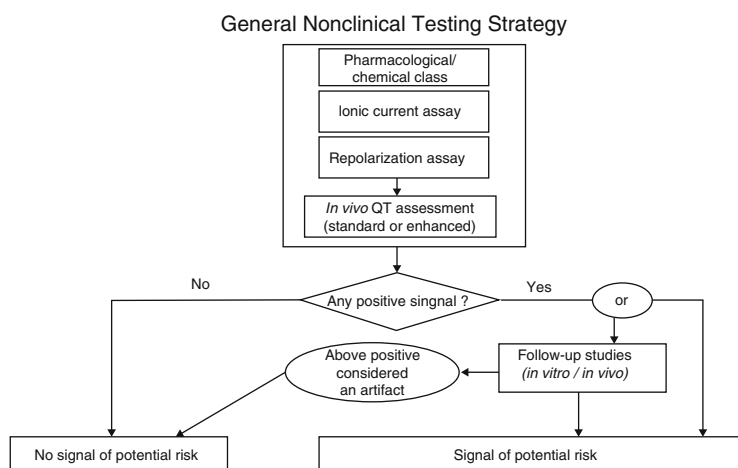 General Nonclinical Testing Strategy
Pharmacological/
chemical class
Ionic current assay
Repolarization assay
In vivo QT assessment
(standard or enhanced)
No
Any positive singnal ?
Yes
or
Above positive
considered
an artifact
Follow-up studies
(in vitro / in vivo)
No signal of potential risk
Signal of potential risk